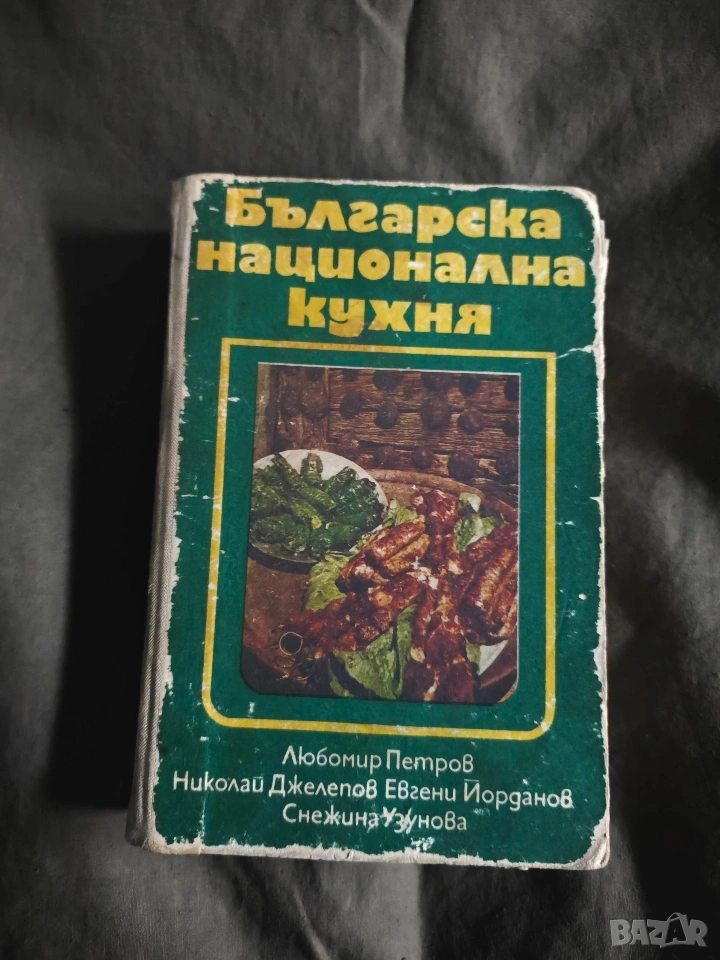 Българска
национална
кухня
Любомир Петров
Николай Джелепов Евгени Йорданов
Снежина Узунова
BAZAR